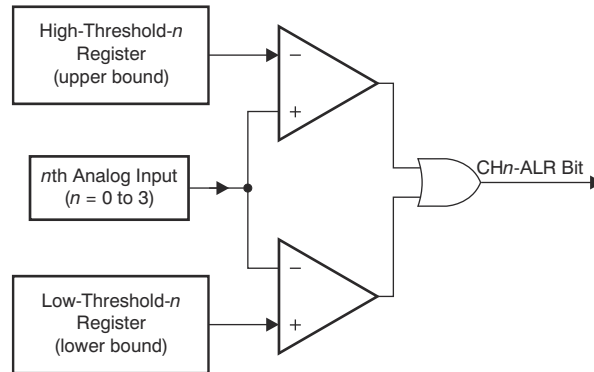 High-Threshold-n
Register
(upper bound)
−
+
nth Analog Input
(n = 0 to 3)
CHn-ALR Bit
−
+
Low-Threshold-n
Register
(lower bound)